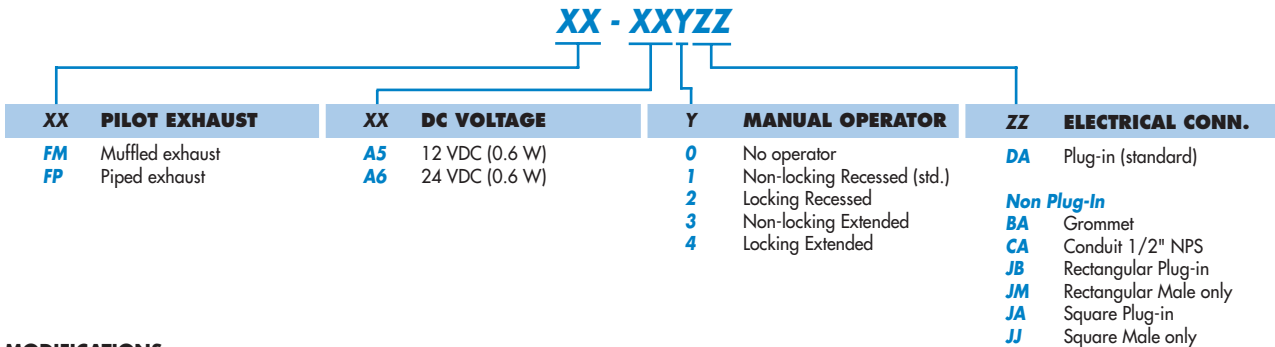 XX - XXYZZ
XX PILOT EXHAUST
FM Muffled exhaust
FP Piped exhaust
XX DC VOLTAGE
A5 12 VDC (0.6 W)
A6 24 VDC (0.6 W)
Y MANUAL OPERATOR
0 No operator
1 Non-locking Recessed (std.)
2 Locking Recessed
3 Non-locking Extended
4 Locking Extended
ZZ ELECTRICAL CONN.
DA Plug-in (standard)
Non Plug-In
BA Grommet
CA Conduit 1/2" NPS
JB Rectangular Plug-in
JM Rectangular Male only
JA Square Plug-in
JJ Square Male only
MODIFICATIONS